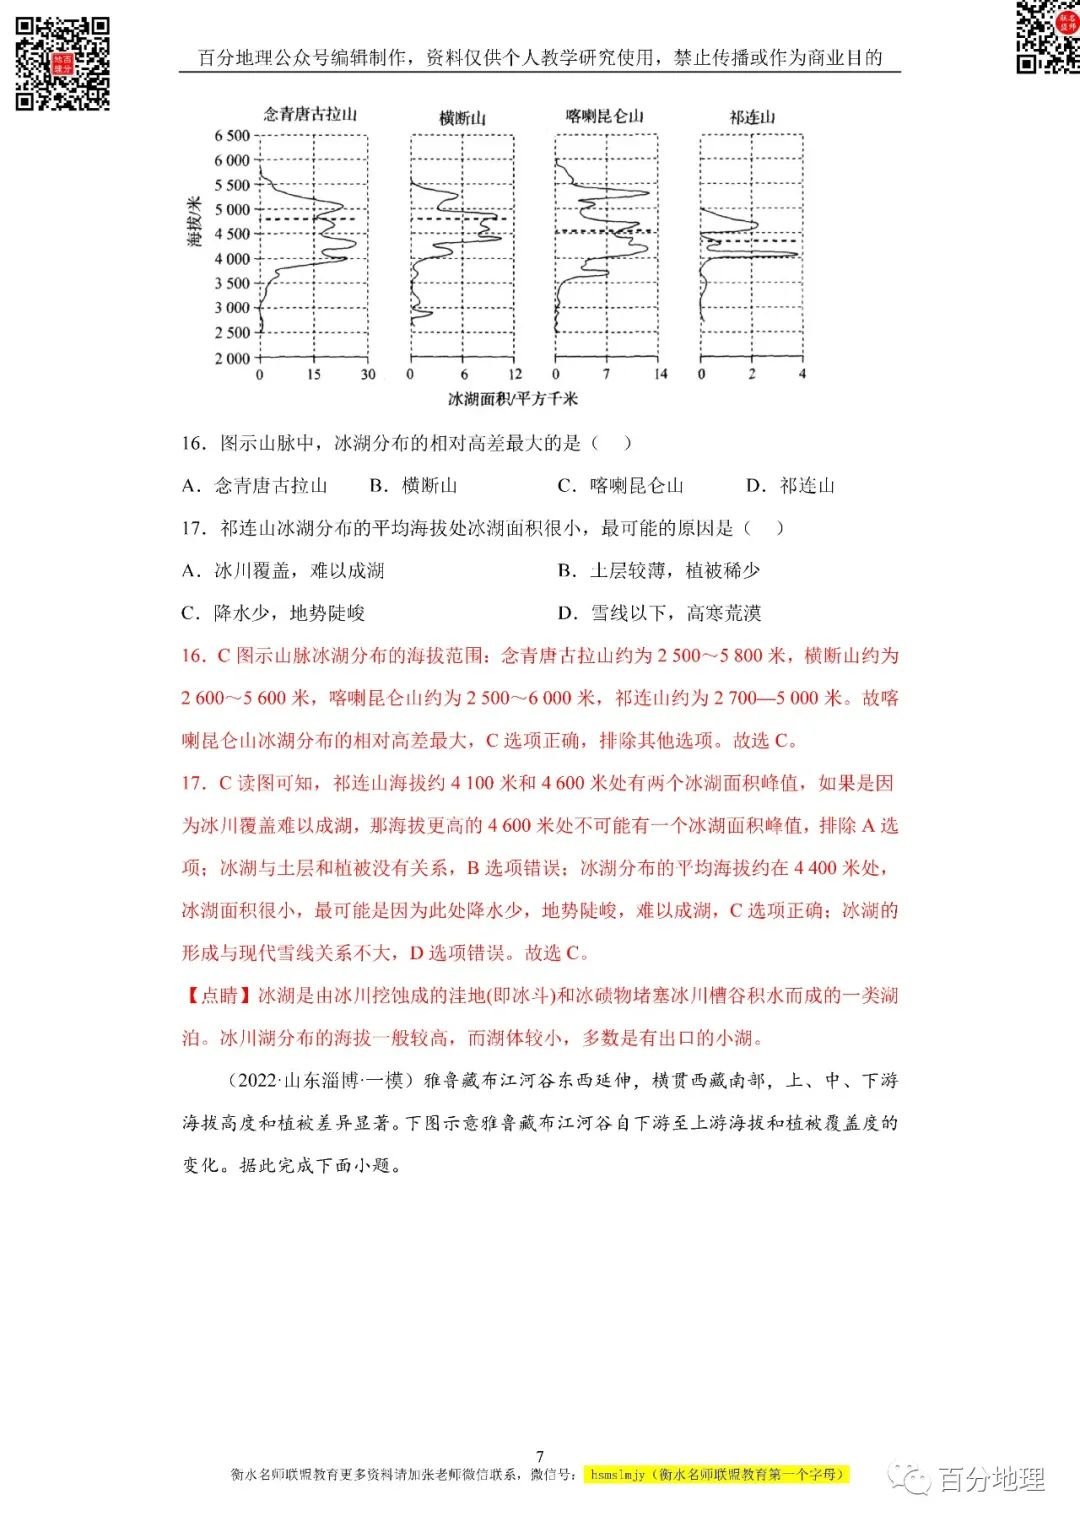 百分地理公众号编辑制作，资料仅供个人教学研究使用，禁止传播或作为商业目的
念青唐古拉山 横断山 喀喇昆仑山 祁连山
海拔/米
6 500
6 000
5 500
5 000
4 500
4 000
3 500
3 000
2 500
2 000
0 15 30 0 6 12 0 7 14 0 2 4
冰湖面积/平方千米
16．图示山脉中，冰湖分布的相对高差最大的是（ ）
A．念青唐古拉山 B．横断山 C．喀喇昆仑山 D．祁连山
17．祁连山冰湖分布的平均海拔处冰湖面积很小，最可能的原因是（ ）
A．冰川覆盖，难以成湖 B．土层较薄，植被稀少
C．降水少，地势陡峻 D．雪线以下，高寒荒漠
16．C 图示山脉冰湖分布的海拔范围：念青唐古拉山约为 2 500～5 800 米，横断山约为
2 600～5 600 米，喀喇昆仑山约为 2 500～6 000 米，祁连山约为 2 700—5 000 米。故喀
喇昆仑山冰湖分布的相对高差最大，C 选项正确，排除其他选项。故选 C。
17．C 读图可知，祁连山海拔约 4 100 米和 4 600 米处有两个冰湖面积峰值，如果是因
为冰川覆盖难以成湖，那海拔更高的 4 600 米处不可能有一个冰湖面积峰值，排除 A 选
项；冰湖与土层和植被没有关系，B 选项错误；冰湖分布的平均海拔约在 4 400 米处，
冰湖面积很小，最可能是因为此处降水少，地势陡峻，难以成湖，C 选项正确；冰湖的
形成与现代雪线关系不大，D 选项错误。故选 C。
【点睛】冰湖是由冰川挖蚀成的洼地(即冰斗)和冰碛物堵塞冰川槽谷积水而成的一类湖
泊。冰川湖分布的海拔一般较高，而湖体较小，多数是有出口的小湖。
（2022·山东淄博·一模）雅鲁藏布江河谷东西延伸，横贯西藏南部，上、中、下游
海拔高度和植被差异显著。下图示意雅鲁藏布江河谷自下游至上游海拔和植被覆盖度的
变化。据此完成下面小题。
7
衡水名师联盟教育更多资料请加张老师微信联系，微信号： hsmslmjy（衡水名师联盟教育第一个字母）
百分地理